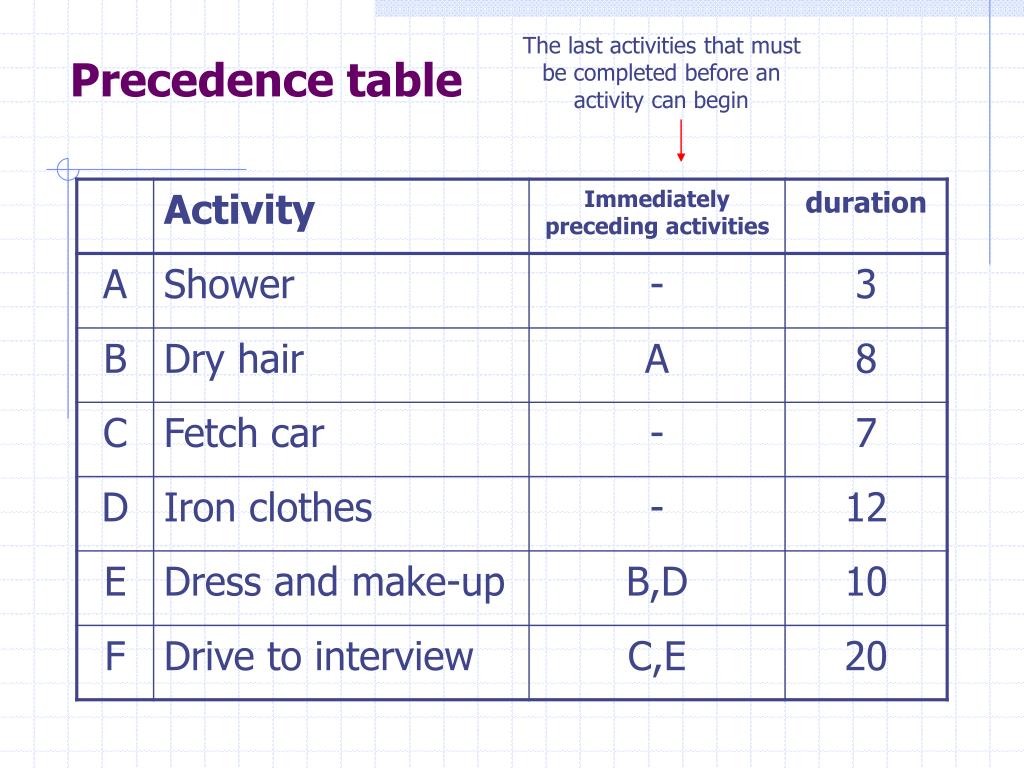 Precedence table
The last activities that must
be completed before an
activity can begin
Activity Immediately preceding activities duration
A Shower - 3
B Dry hair A 8
C Fetch car - 7
D Iron clothes - 12
E Dress and make-up B,D 10
F Drive to interview C,E 20